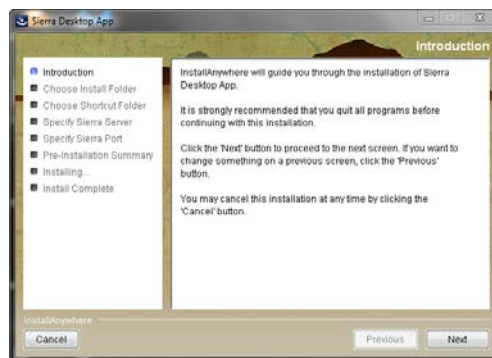 Sierra Desktop App
Introduction
Introduction
Choose Install Folder
Choose Shortcut Folder
Specify Sierra Server
Specify Sierra Port
Pre-Installation Summary
Installing...
Install Complete
InstallAnywhere will guide you through the installation of Sierra
Desktop App.
It is strongly recommended that you quit all programs before
continuing with this installation.
Click the 'Next' button to proceed to the next screen. If you want to
change something on a previous screen, click the 'Previous'
button.
You may cancel this installation at any time by clicking the
'Cancel' button.
InstallAnywhere
Cancel
Previous
Next